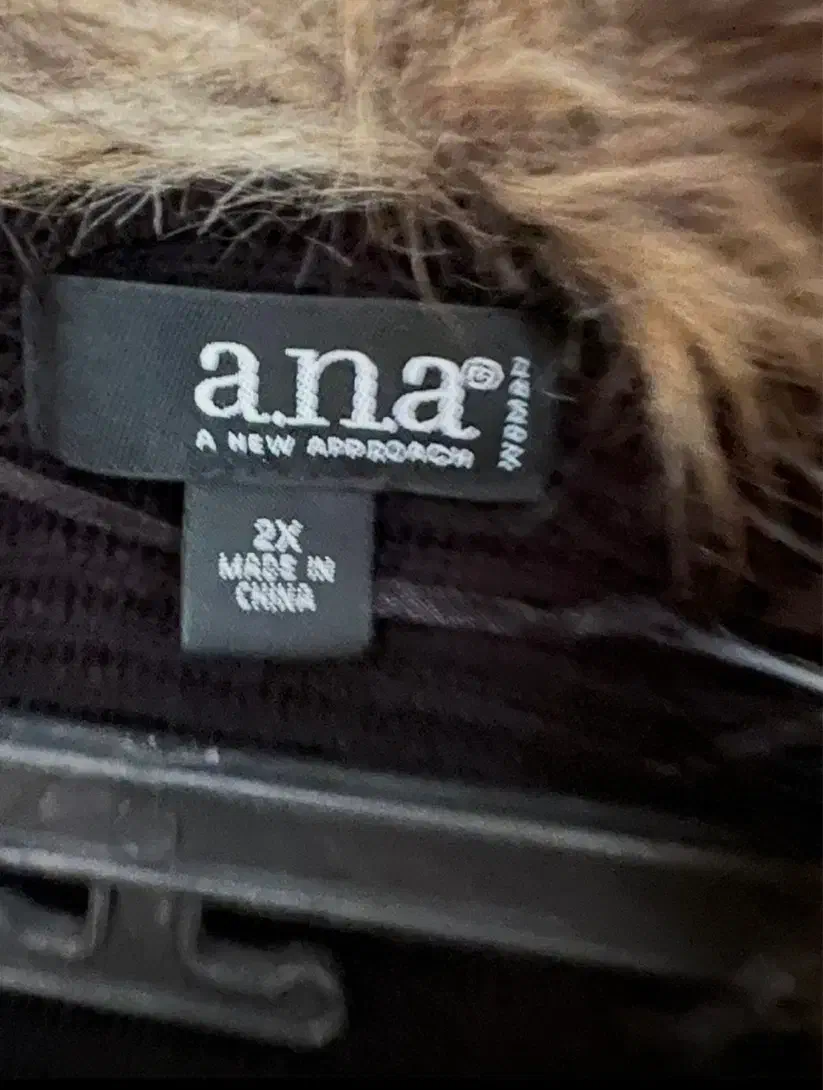 a.n.a®
A NEW APPROACH
WOMAN
2X
MADE IN
CHINA